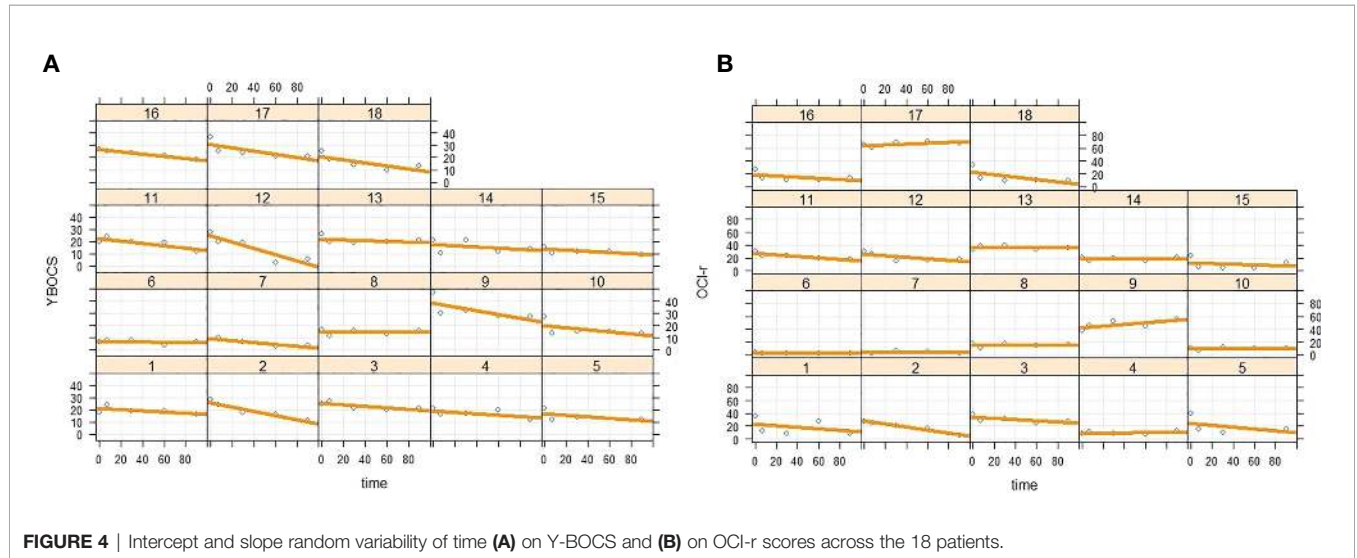 A
0 20 40 60 80
16 17 18
40
30
20
10
0
11 12 13 14 15
40
30
20
10
0
6 7 8 9 10
40
30
20
10
0
1 2 3 4 5
40
30
20
10
0
YBOCS
0 20 40 60 80
0 20 40 60 80
0 20 40 60 80
time
B
0 20 40 60 80
16 17 18
80
60
40
20
0
11 12 13 14 15
80
60
40
20
0
6 7 8 9 10
80
60
40
20
0
1 2 3 4 5
80
60
40
20
0
OCI-r
0 20 40 60 80
0 20 40 60 80
0 20 40 60 80
time
FIGURE 4 | Intercept and slope random variability of time (A) on Y-BOCS and (B) on OCI-r scores across the 18 patients.